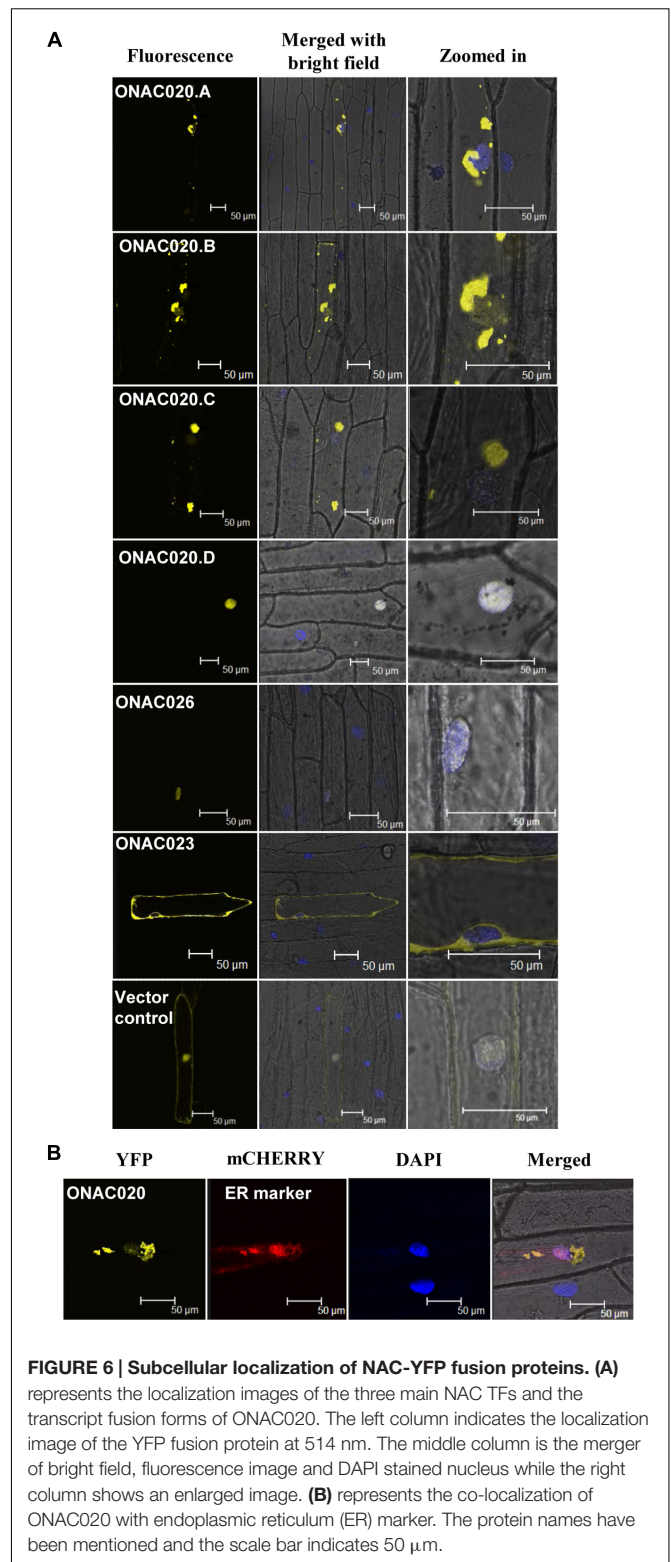 A
Fluorescence
Merged with
bright field
Zoomed in
ONAC020.A
50 µm
50 µm
50 µm
ONAC020.B
50 µm
50 µm
50 µm
ONAC020.C
50 µm
50 µm
50 µm
ONAC020.D
50 µm
50 µm
50 µm
ONAC026
50 µm
50 µm
50 µm
ONAC023
50 µm
50 µm
50 µm
Vector
control
50 µm
50 µm
50 µm
B
YFP
mCHERRY
DAPI
Merged
ONAC020
ER marker
50 µm
50 µm
50 µm
50 µm
FIGURE 6 | Subcellular localization of NAC-YFP fusion proteins. (A)
represents the localization images of the three main NAC TFs and the
transcript fusion forms of ONAC020. The left column indicates the localization
image of the YFP fusion protein at 514 nm. The middle column is the merger
of bright field, fluorescence image and DAPI stained nucleus while the right
column shows an enlarged image. (B) represents the co-localization of
ONAC020 with endoplasmic reticulum (ER) marker. The protein names have
been mentioned and the scale bar indicates 50 µm.